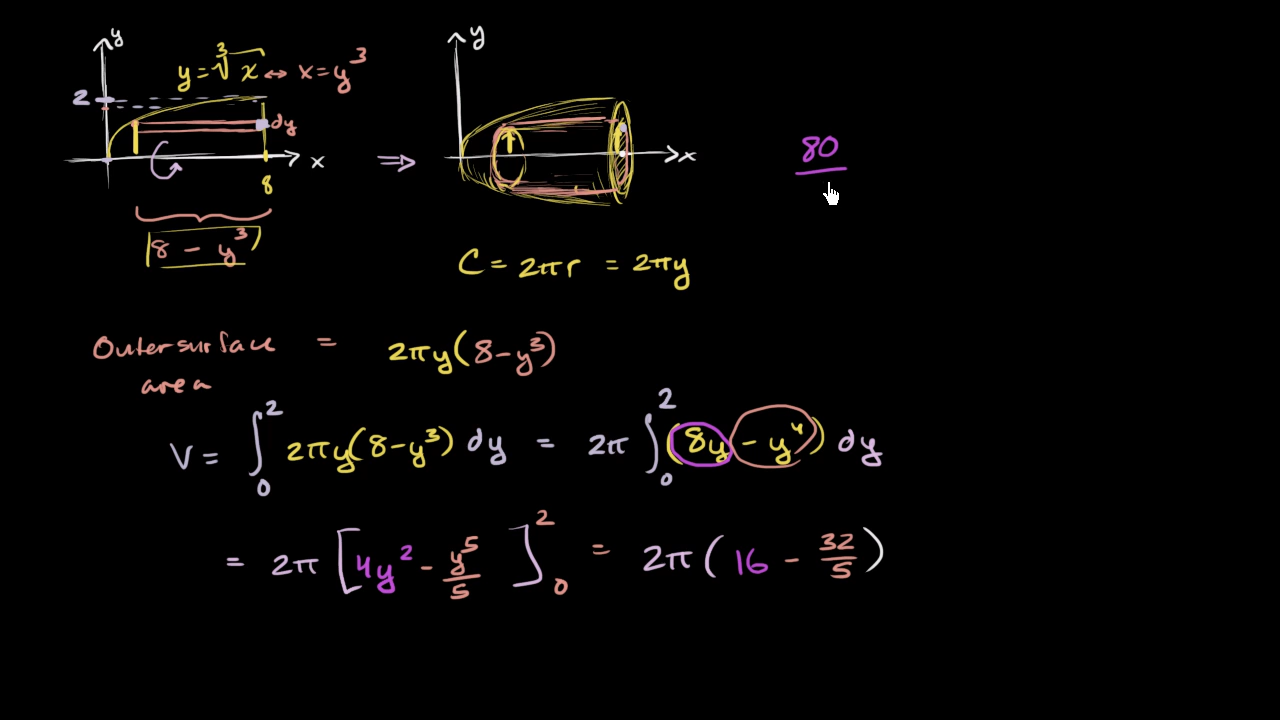 y y
y = ∛x ↔ x = y³
2
dy
x ⇒ x
8
80
8 - y³
C = 2πr = 2πy
Outer surface = 2πy(8-y³)
area
V = ∫₀² 2πy(8-y³) dy = 2π ∫₀² (8y - y⁴) dy
= 2π [4y² - y⁵/5]₀² = 2π(16 - 32/5)